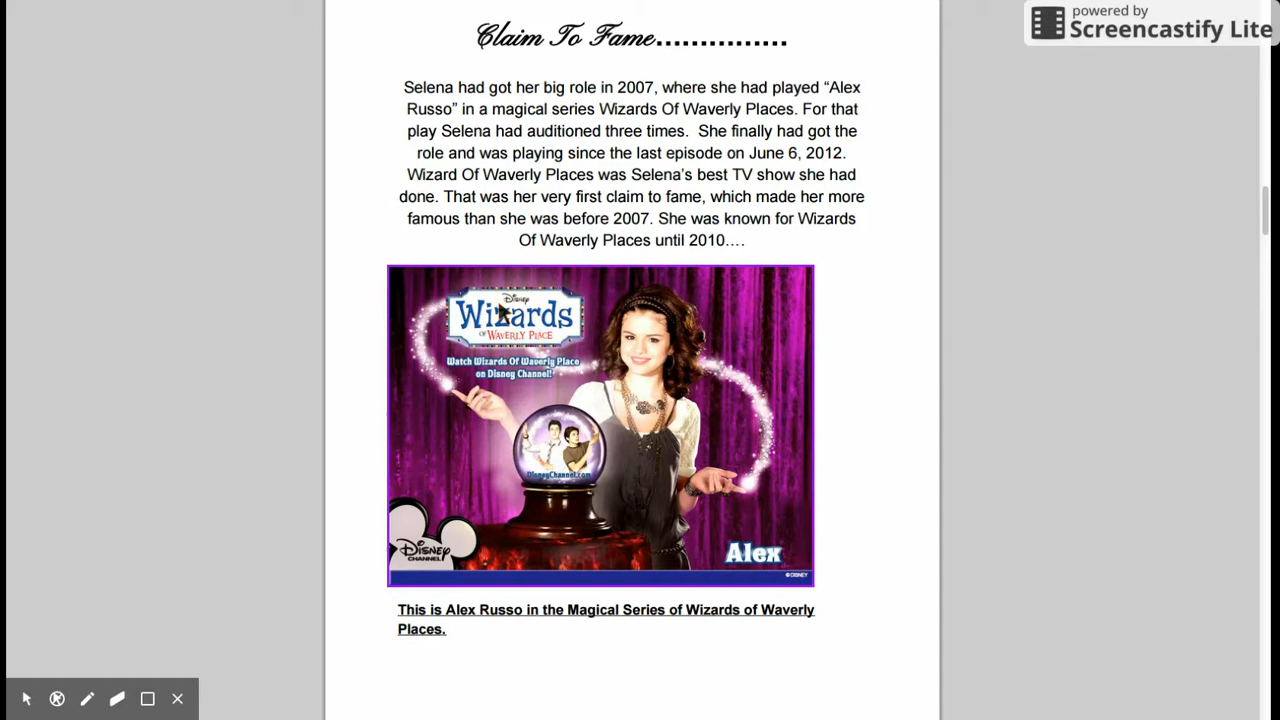 powered by
Screencastify Lite
Claim To Fame...............
Selena had got her big role in 2007, where she had played “Alex
Russo” in a magical series Wizards Of Waverly Places. For that
play Selena had auditioned three times.  She finally had got the
role and was playing since the last episode on June 6, 2012.
Wizard Of Waverly Places was Selena’s best TV show she had
done. That was her very first claim to fame, which made her more
famous than she was before 2007. She was known for Wizards
Of Waverly Places until 2010….
Disney
Wizards
OF WAVERLY PLACE
Watch Wizards Of Waverly Place
on Disney Channel!
DisneyChannel.com
Disney
CHANNEL
Alex
©DISNEY
This is Alex Russo in the Magical Series of Wizards of Waverly
Places.